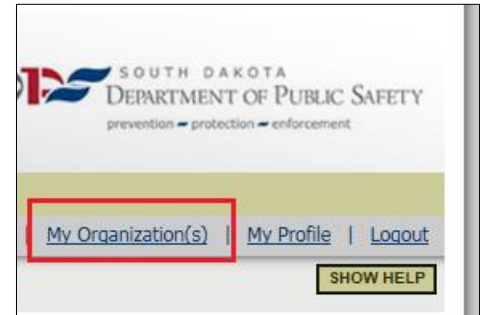 SOUTH DAKOTA
DEPARTMENT OF PUBLIC SAFETY
prevention - protection - enforcement
| My Organization(s) | My Profile | Logout
SHOW HELP